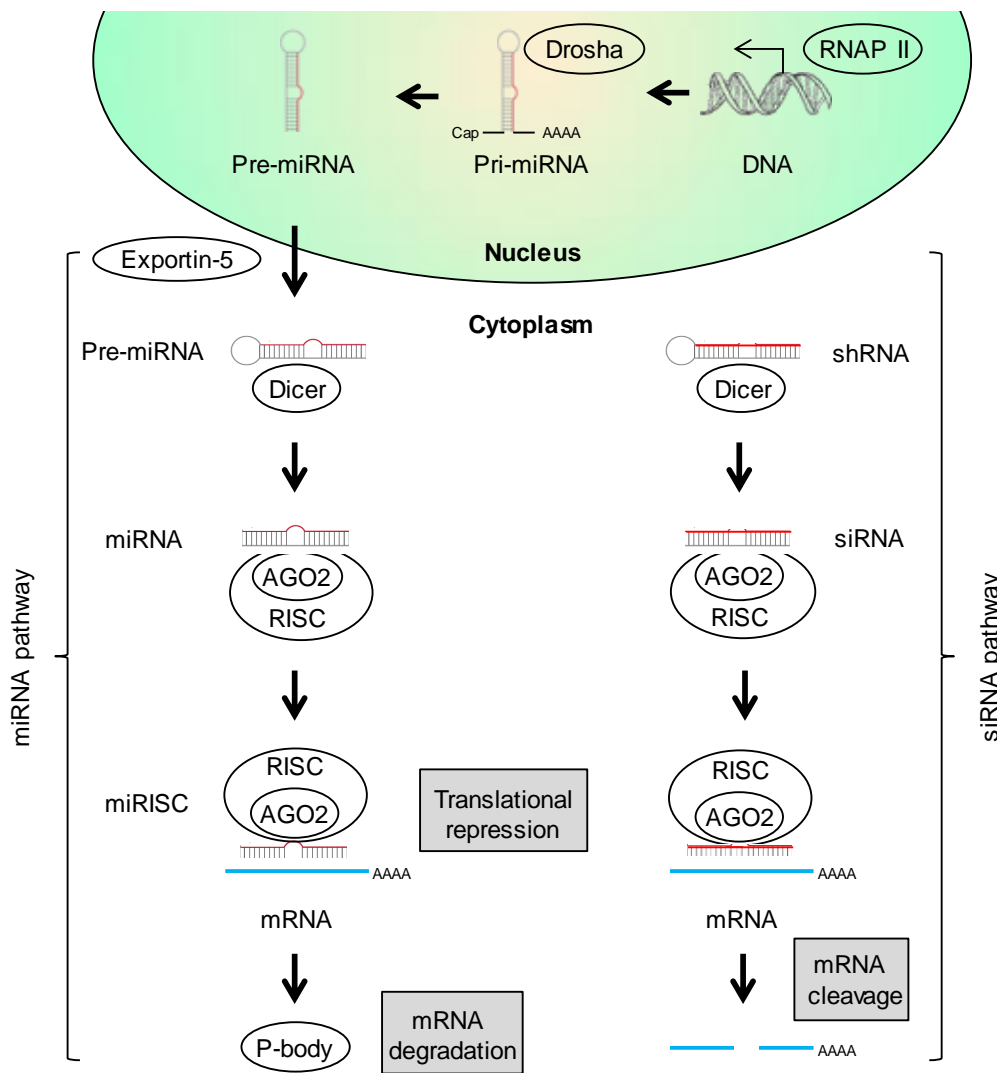 Drosha
RNAP II
Cap
AAAA
Pre-miRNA
Pri-miRNA
DNA
Nucleus
Exportin-5
Cytoplasm
Pre-miRNA
Dicer
shRNA
Dicer
miRNA
AGO2
RISC
siRNA
AGO2
RISC
miRNA pathway
siRNA pathway
miRISC
RISC
AGO2
AAAA
mRNA
Translational
repression
RISC
AGO2
AAAA
mRNA
mRNA
cleavage
P-body
mRNA
degradation
AAAA